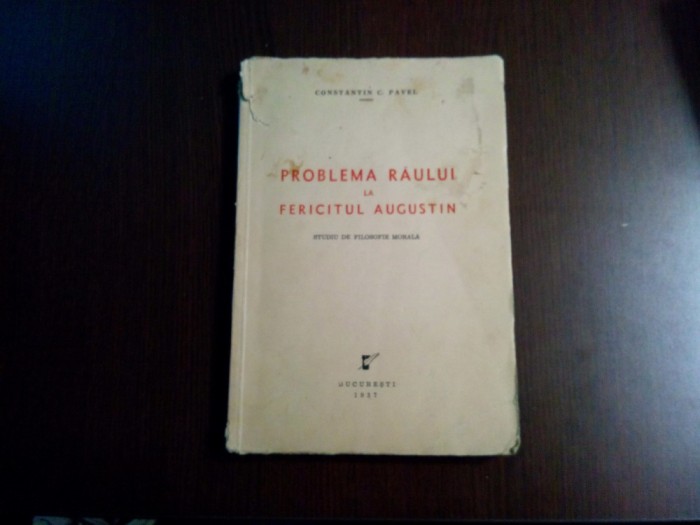 CONSTANTIN C. PAVEL
PROBLEMA RĂULUI
LA
FERICITUL AUGUSTIN
STUDIU DE FILOSOFIE MORALĂ
BUCUREȘTI
1937